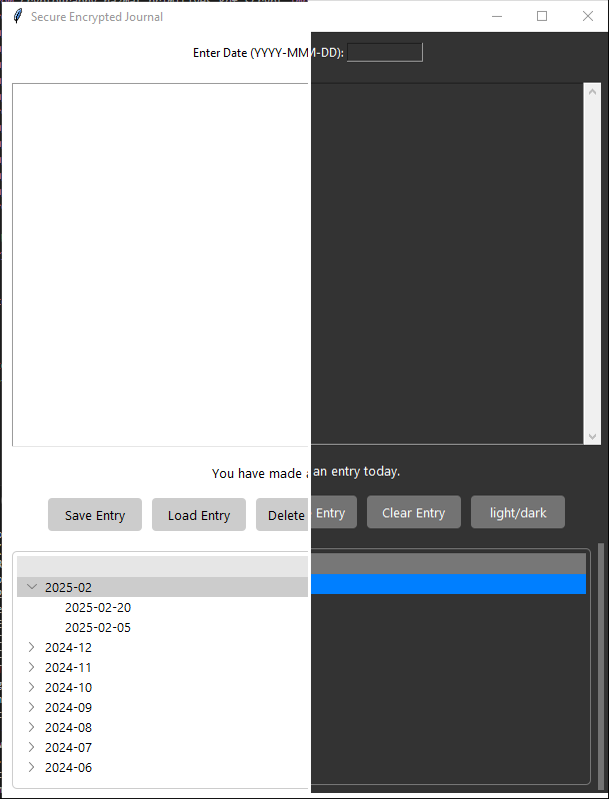 Secure Encrypted Journal
Enter Date (YYYY-MM-DD):
You have made an entry today.
Save Entry Load Entry Delete Entry Clear Entry light/dark
2025-02
2025-02-20
2025-02-05
2024-12
2024-11
2024-10
2024-09
2024-08
2024-07
2024-06